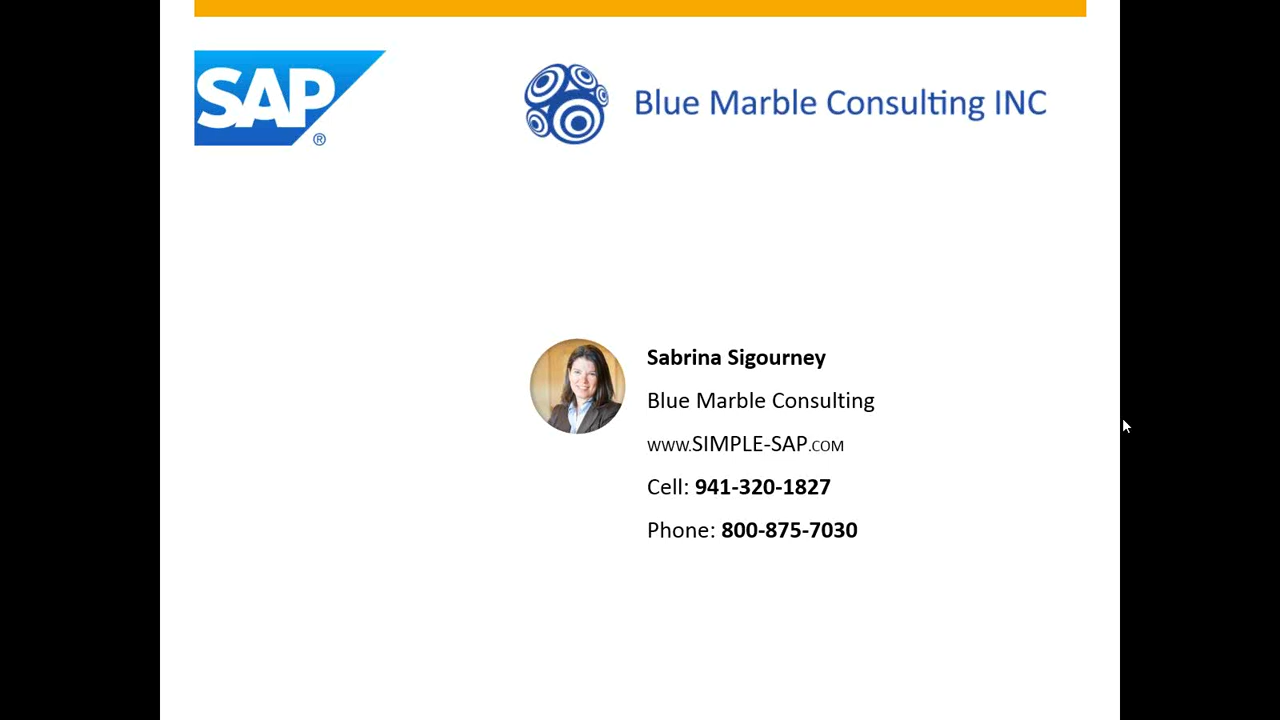 SAP ®
Blue Marble Consulting INC
Sabrina Sigourney
Blue Marble Consulting
www.SIMPLE-SAP.COM
Cell: 941-320-1827
Phone: 800-875-7030